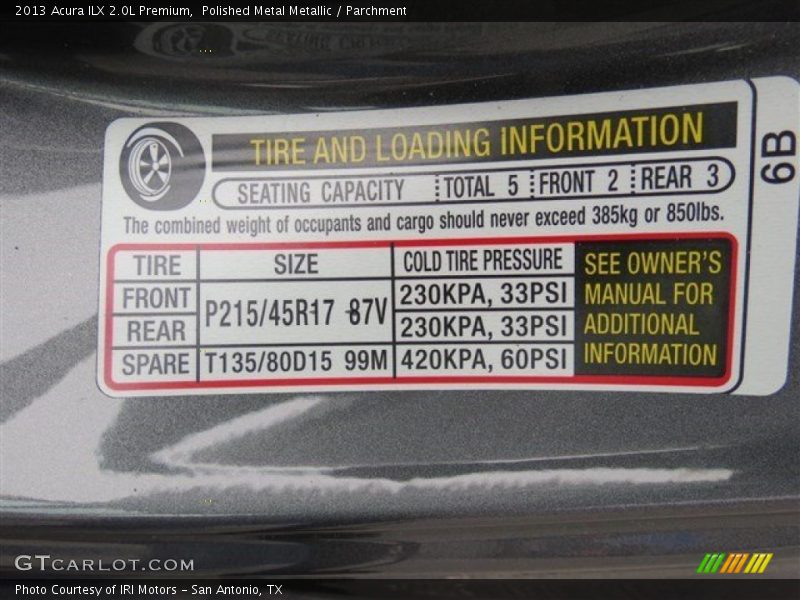 2013 Acura ILX 2.0L Premium, Polished Metal Metallic / Parchment
TIRE AND LOADING INFORMATION
SEATING CAPACITY TOTAL 5 FRONT 2 REAR 3
The combined weight of occupants and cargo should never exceed 385kg or 850lbs.
TIRE SIZE COLD TIRE PRESSURE
FRONT P215/45R17 87V 230KPA, 33PSI
REAR 230KPA, 33PSI
SPARE T135/80D15 99M 420KPA, 60PSI
SEE OWNER'S
MANUAL FOR
ADDITIONAL
INFORMATION
6B
GTCARLOT.COM
Photo Courtesy of IRI Motors – San Antonio, TX